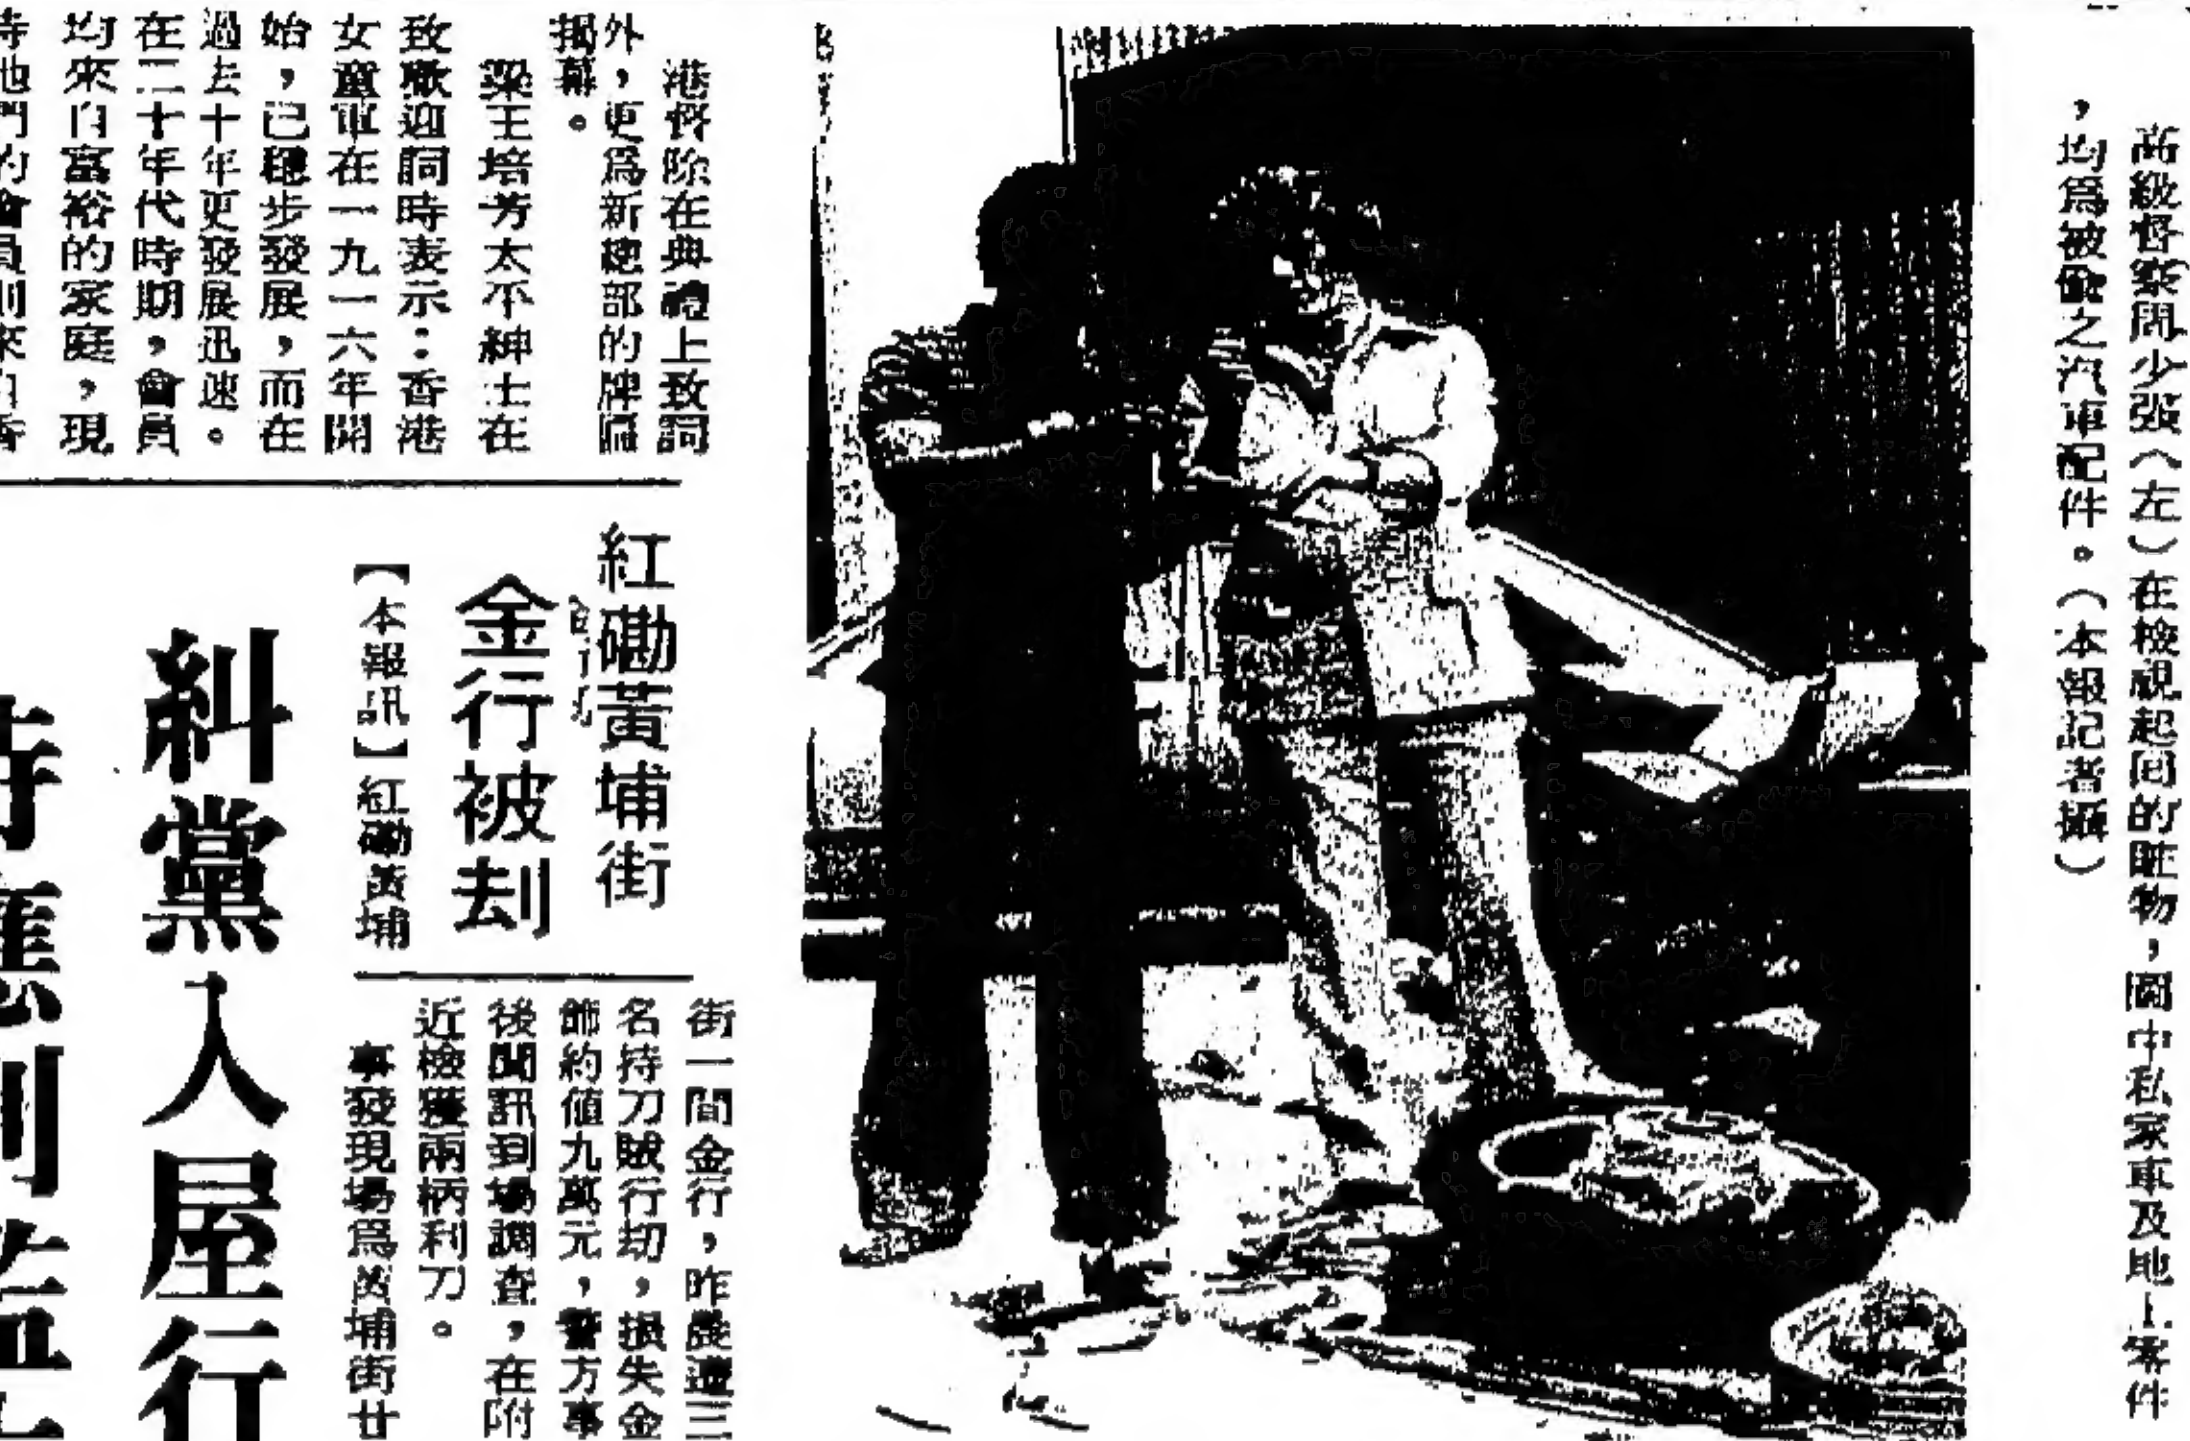 高級督察周少强（左）在檢視起回的賍物，圖中私家車及地上零件
，均爲被偷之汽車配件。（本報記者攝）
港督除在典禮上致詞
外，更爲新總部的牌匾
揭幕。
梁王培芳太不紳士在
致歡迎詞時表示：香港
女童軍在一九一六年開
始，已穩步發展，而在
過去十年更發展迅速。
在二十年代時期，會員
均來自富裕的家庭，現
紅磡黃埔街
金行被刦
【本報訊】紅磡黃埔
街一間金行，昨晨遭三
名持刀賊行刧，損失金
飾約値九萬元，警方事
後聞訊到塲調查，在附
近檢獲兩柄利刀。
事發現塲爲黃埔街廿
糾黨入屋行